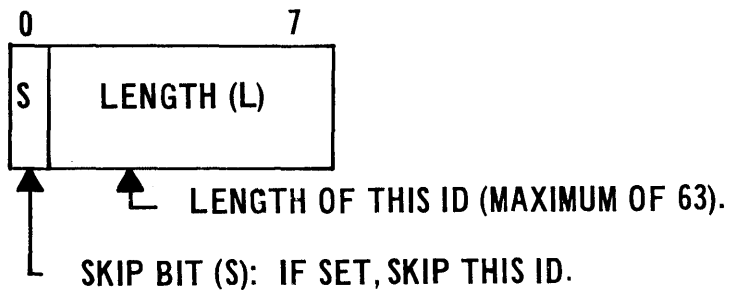 0 7
S LENGTH (L)
LENGTH OF THIS ID (MAXIMUM OF 63).
SKIP BIT (S): IF SET, SKIP THIS ID.